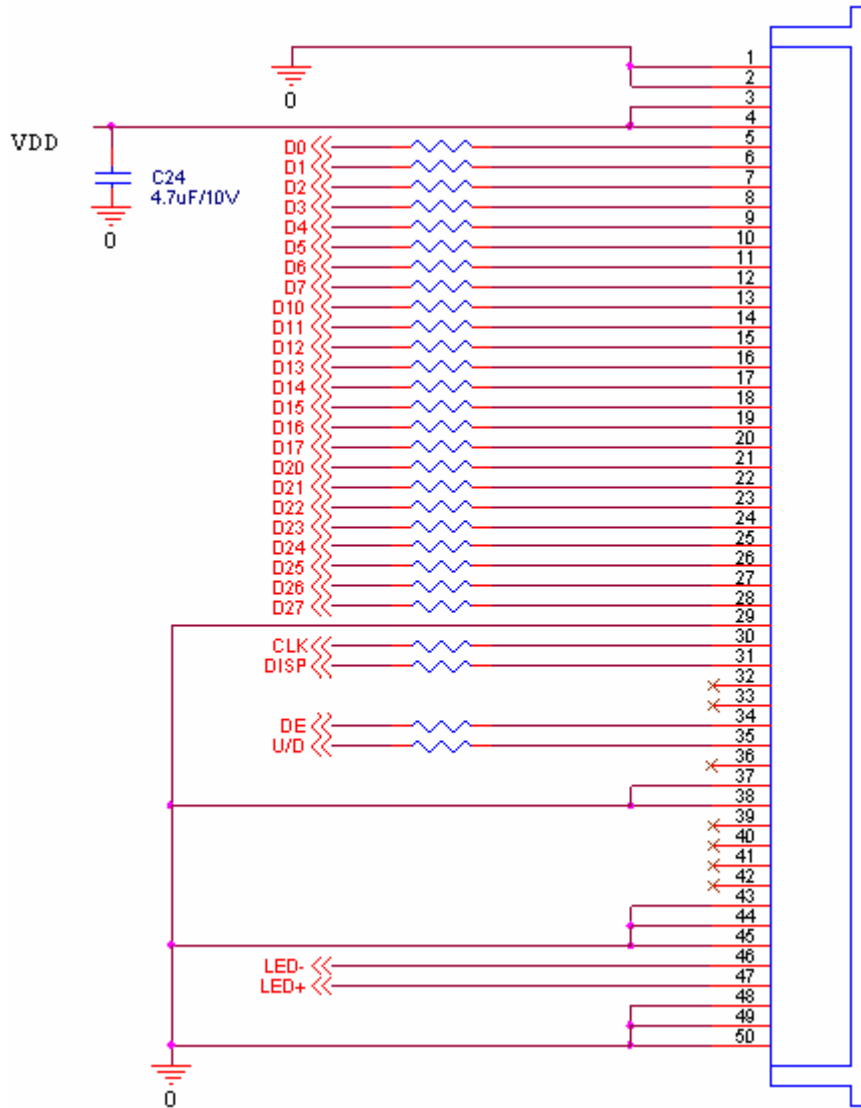 1
2
0
3
VDD
4
D0 5
D1 6
C24
D2 7
4.7uF/10V
D3 8
D4 9
0
D5 10
D6 11
D7 12
D10 13
D11 14
D12 15
D13 16
D14 17
D15 18
D16 19
D17 20
D20 21
D21 22
D22 23
D23 24
D24 25
D25 26
D26 27
D27 28
29
CLK 30
DISP 31
32
33
DE 34
U/D 35
36
37
38
39
40
41
42
43
44
45
LED- 46
LED+ 47
48
49
50
0